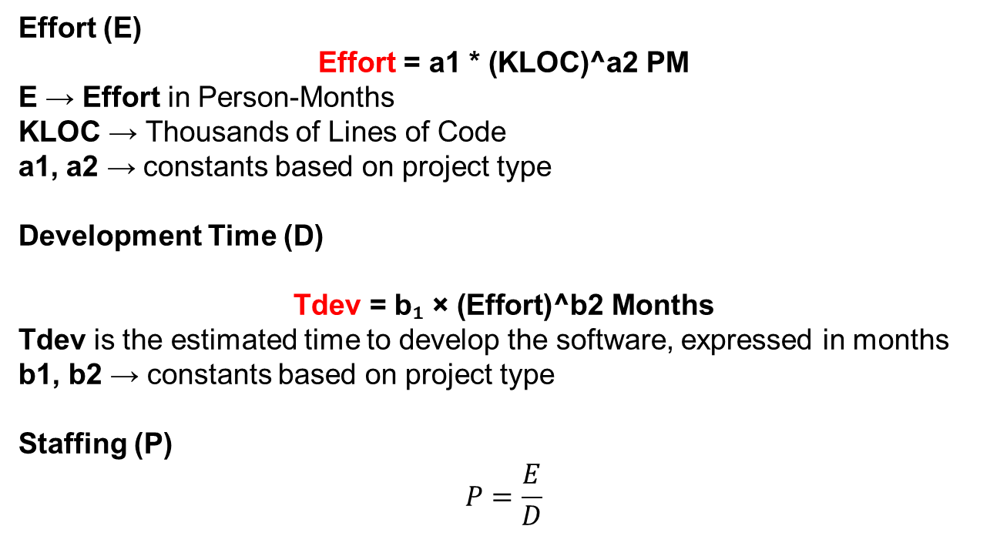 Effort (E)
Effort = a1 * (KLOC)^a2 PM
E → Effort in Person-Months
KLOC → Thousands of Lines of Code
a1, a2 → constants based on project type
Development Time (D)
Tdev = b₁ × (Effort)^b2 Months
Tdev is the estimated time to develop the software, expressed in months
b1, b2 → constants based on project type
Staffing (P)
P = E/D